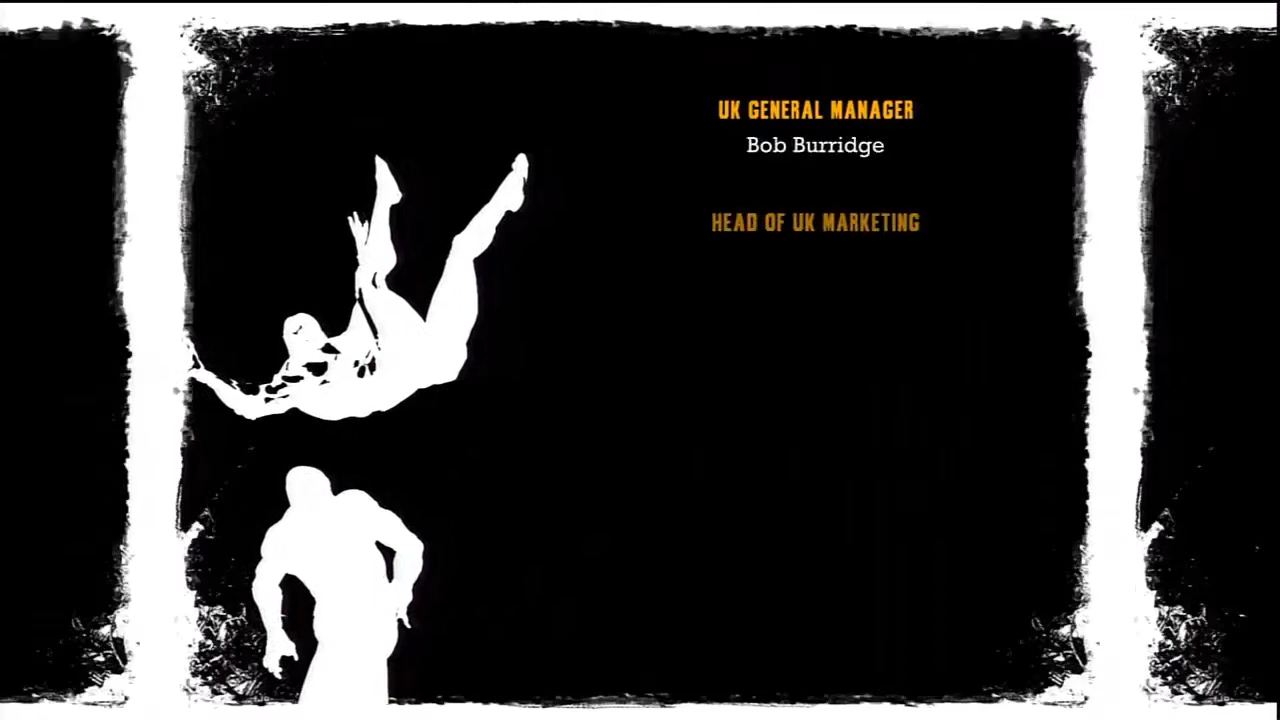 UK GENERAL MANAGER
Bob Burridge
HEAD OF UK MARKETING